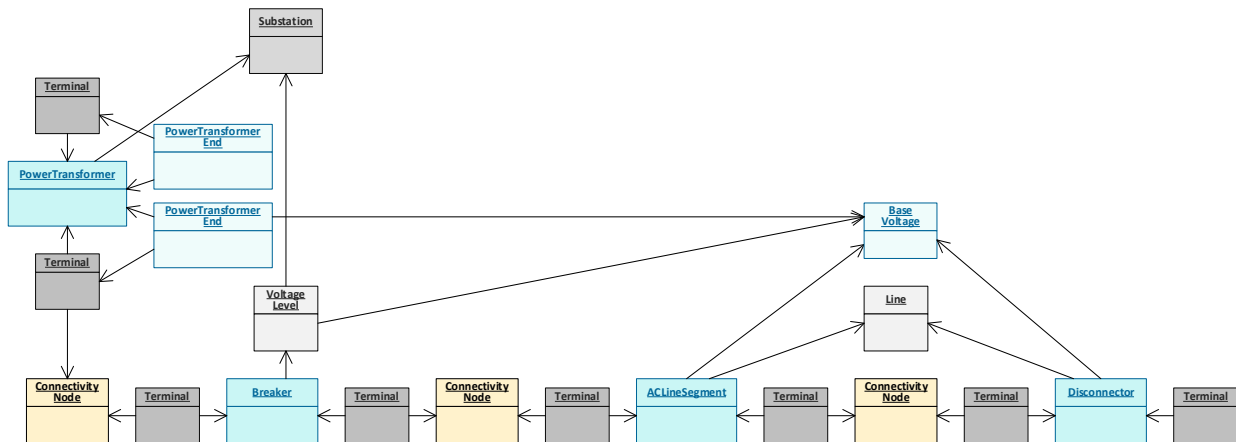 Substation
Terminal
PowerTransformer
End
PowerTransformer
PowerTransformer
End
Base
Voltage
Terminal
Voltage
Level
Line
Connectivity
Node
Terminal
Breaker
Terminal
Connectivity
Node
Terminal
ACLineSegment
Terminal
Connectivity
Node
Terminal
Disconnector
Terminal